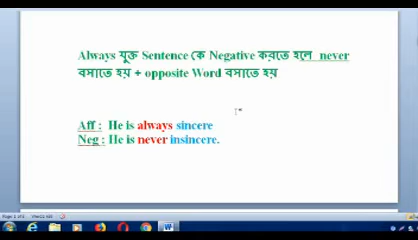 Always যুক্ত Sentence কে Negative করতে হলে never
বসাতে হয় + opposite Word বসাতে হয়
Aff : He is always sincere
Neg : He is never insincere.